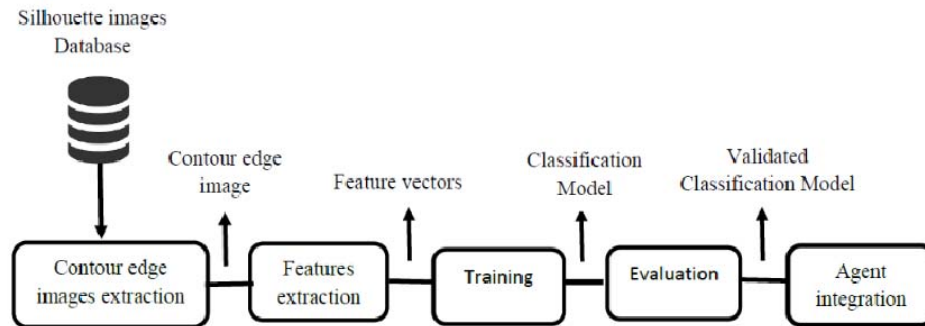 Silhouette images
Database
Contour edge
image
Feature vectors
Classification
Model
Validated
Classification Model
Contour edge
images extraction
Features
extraction
Training
Evaluation
Agent
integration